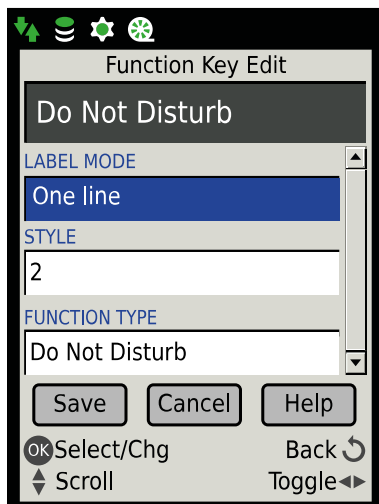 Function Key Edit
Do Not Disturb
LABEL MODE
One line
STYLE
2
FUNCTION TYPE
Do Not Disturb
Save Cancel Help
OK Select/Chg Back
Scroll Toggle